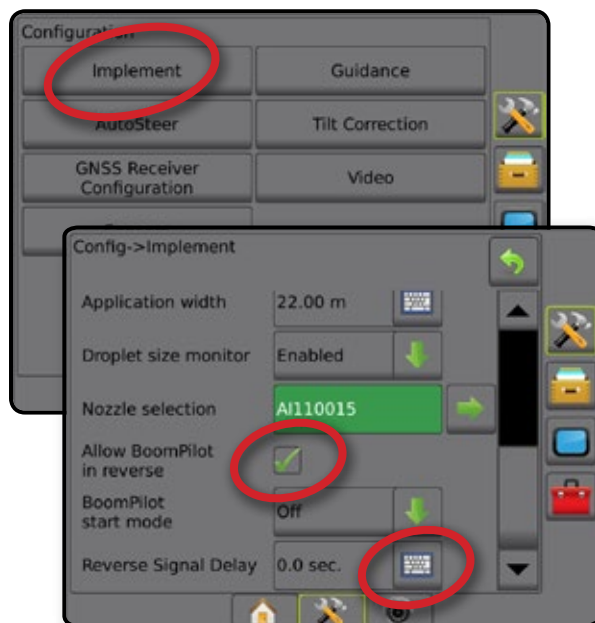 Configuration
Implement
Guidance
AutoSteer
Tilt Correction
GNSS Receiver
Configuration
Video
Config->Implement
Application width
22.00 m
Droplet size monitor
Enabled
Nozzle selection
AI110015
Allow BoomPilot
in reverse
BoomPilot
start mode
Off
Reverse Signal Delay
0.0 sec.